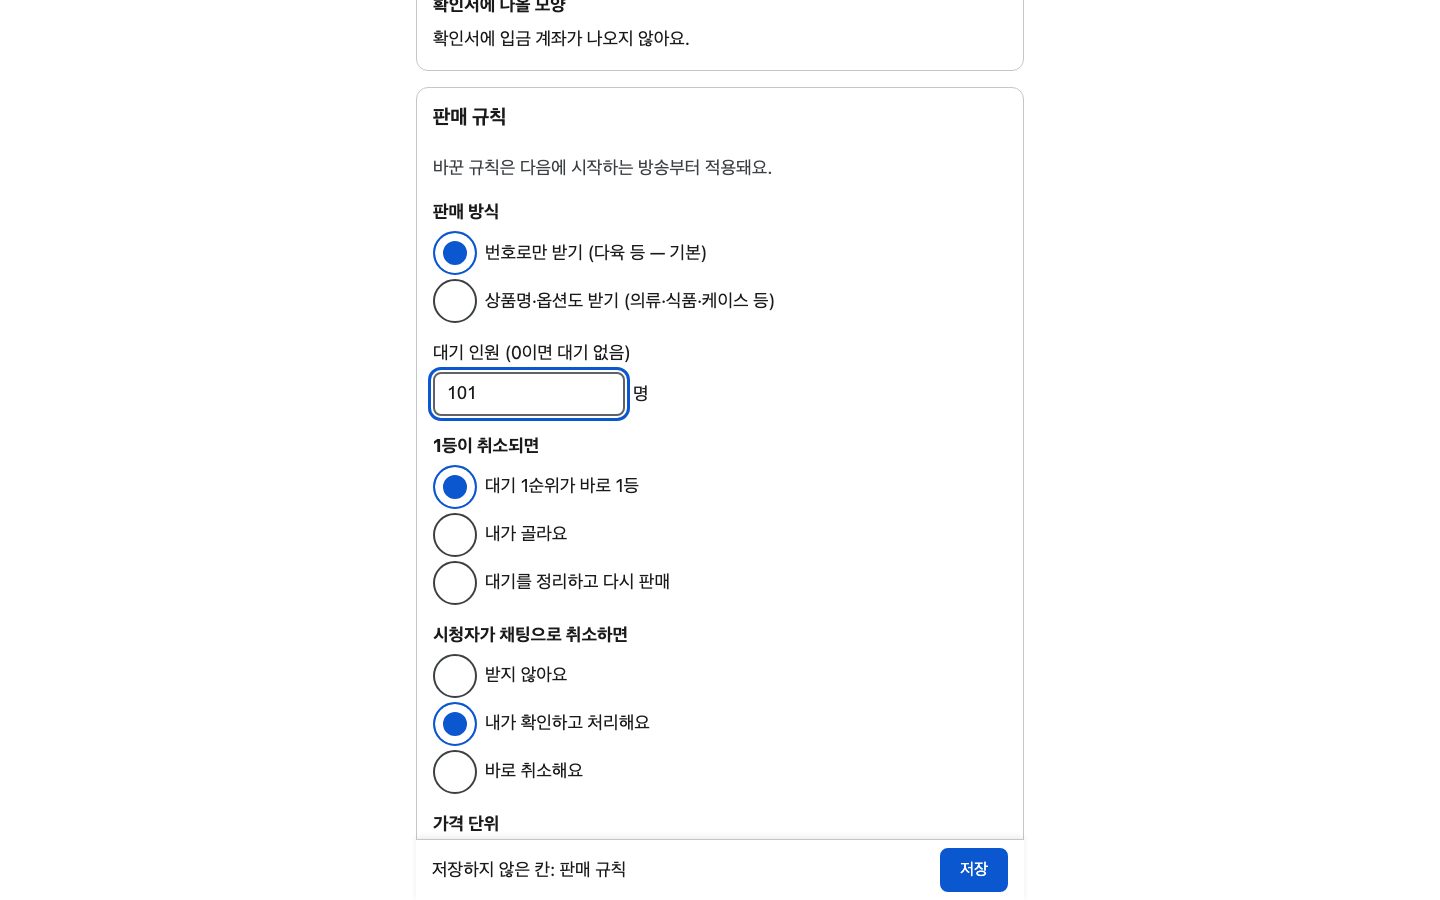 확인서에 나올 모양
확인서에 입금 계좌가 나오지 않아요.
판매 규칙
바꾼 규칙은 다음에 시작하는 방송부터 적용돼요.
판매 방식
번호로만 받기 (다육 등 — 기본)
상품명·옵션도 받기 (의류·식품·케이스 등)
대기 인원 (0이면 대기 없음)
101 명
1등이 취소되면
대기 1순위가 바로 1등
내가 골라요
대기를 정리하고 다시 판매
시청자가 채팅으로 취소하면
받지 않아요
내가 확인하고 처리해요
바로 취소해요
가격 단위
저장하지 않은 칸: 판매 규칙 저장